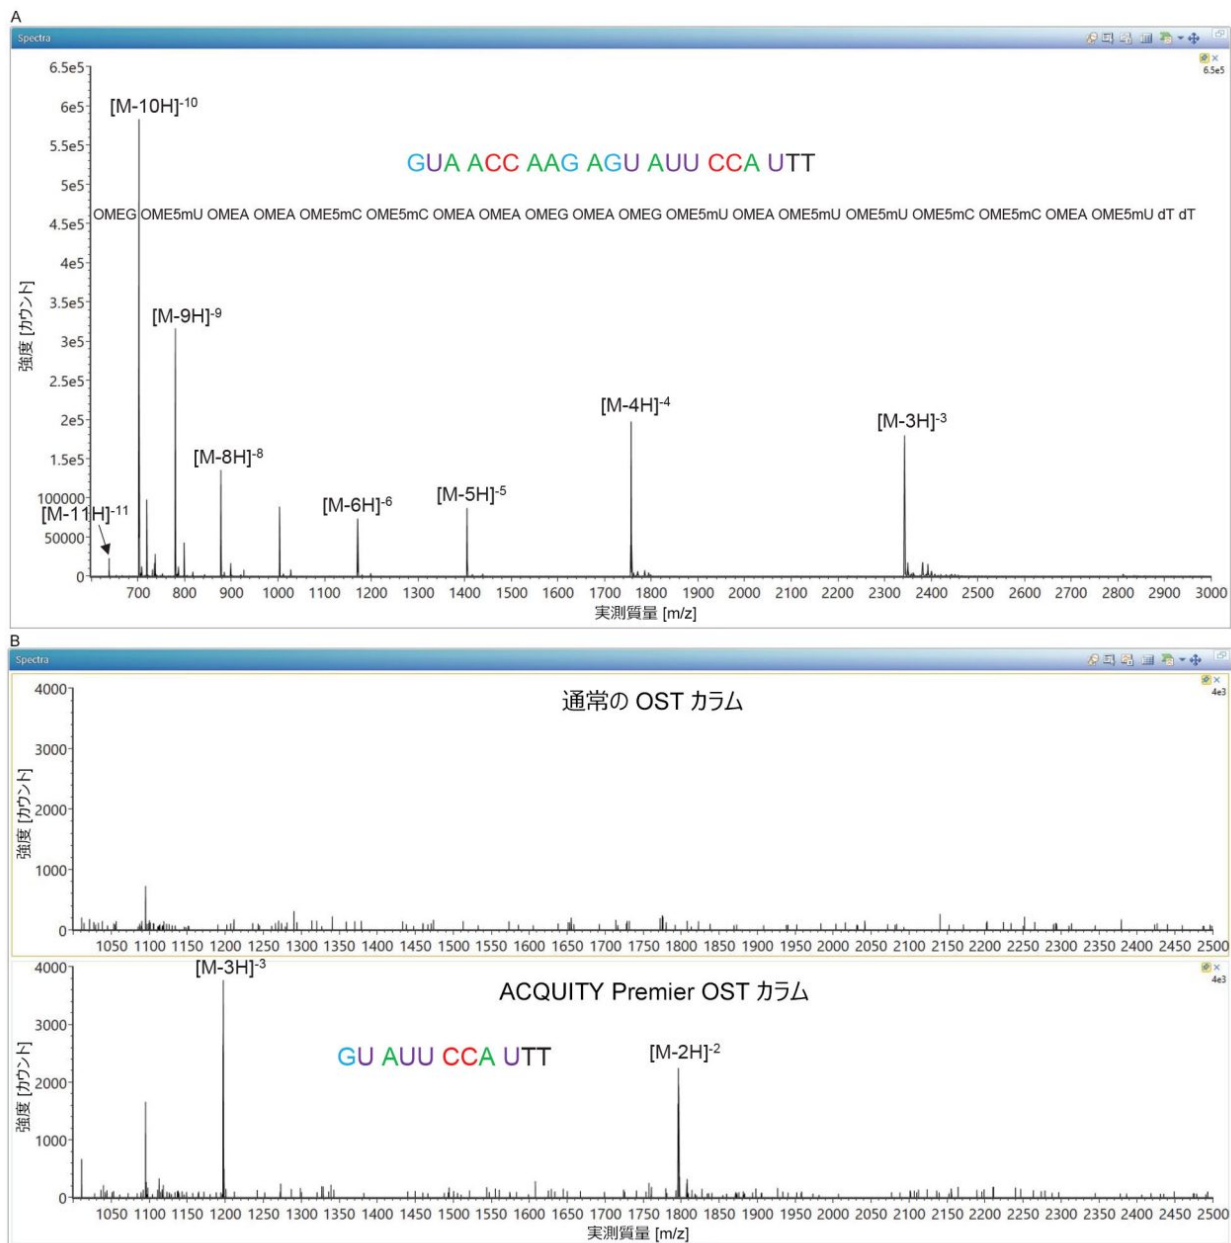 A
Spectra
6.5e5
6.5e5
6e5
5.5e5
5e5
4.5e5
4e5
3.5e5
3e5
2.5e5
2e5
1.5e5
100000
50000
0
強度 [カウント]
[M-10H]-10
GUA ACC AAG AGU AUU CCA UTT
OMEG OME5mU OMEA OMEA OME5mC OME5mC OMEA OMEA OMEG OMEA OMEG OME5mU OMEA OME5mU OME5mU OME5mC OME5mC OMEA OME5mU dT dT
[M-9H]-9
[M-4H]-4
[M-3H]-3
[M-8H]-8
[M-6H]-6
[M-5H]-5
[M-11H]-11
700 800 900 1000 1100 1200 1300 1400 1500 1600 1700 1800 1900 2000 2100 2200 2300 2400 2500 2600 2700 2800 2900 3000
実測質量 [m/z]
B
Spectra
4e3
通常の OST カラム
4000
3000
2000
1000
0
強度 [カウント]
1050 1100 1150 1200 1250 1300 1350 1400 1450 1500 1550 1600 1650 1700 1750 1800 1850 1900 1950 2000 2050 2100 2150 2200 2250 2300 2350 2400 2450 2500
4e3
[M-3H]-3
ACQUITY Premier OST カラム
GU AUU CCA UTT
[M-2H]-2
4000
3000
2000
1000
0
強度 [カウント]
1050 1100 1150 1200 1250 1300 1350 1400 1450 1500 1550 1600 1650 1700 1750 1800 1850 1900 1950 2000 2050 2100 2150 2200 2250 2300 2350 2400 2450 2500
実測質量 [m/z]